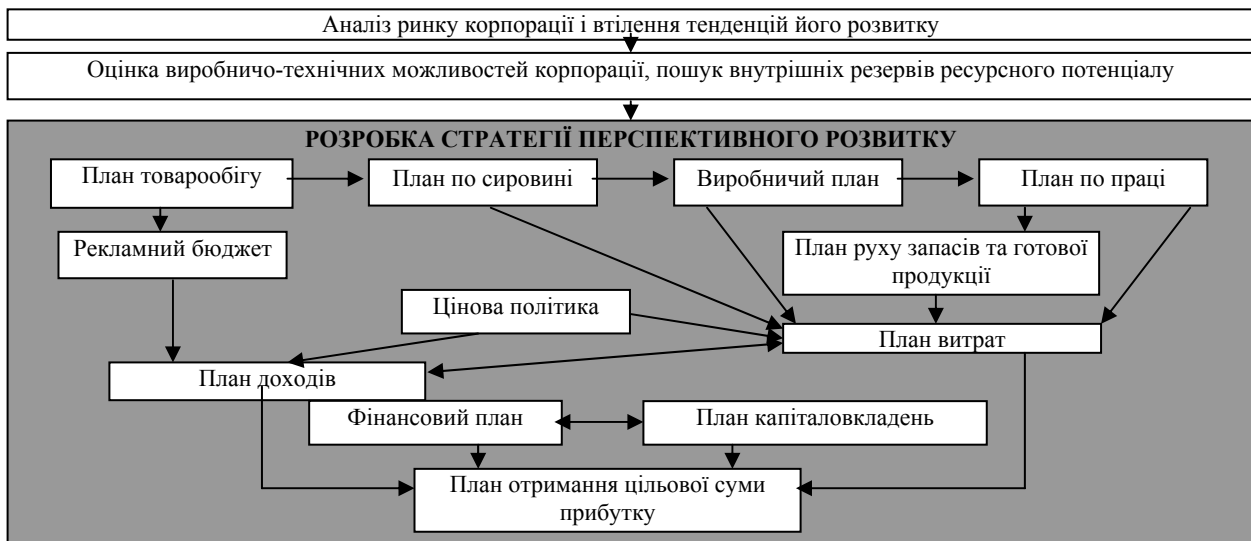 Аналіз ринку корпорації і втілення тенденцій його розвитку
Оцінка виробничо-технічних можливостей корпорації, пошук внутрішніх резервів ресурсного потенціалу
РОЗРОБКА СТРАТЕГІЇ ПЕРСПЕКТИВНОГО РОЗВИТКУ
План товарообігу
План по сировині
Виробничий план
План по праці
Рекламний бюджет
План руху запасів та готової
продукції
Цінова політика
План витрат
План доходів
Фінансовий план
План капіталовкладень
План отримання цільової суми
прибутку